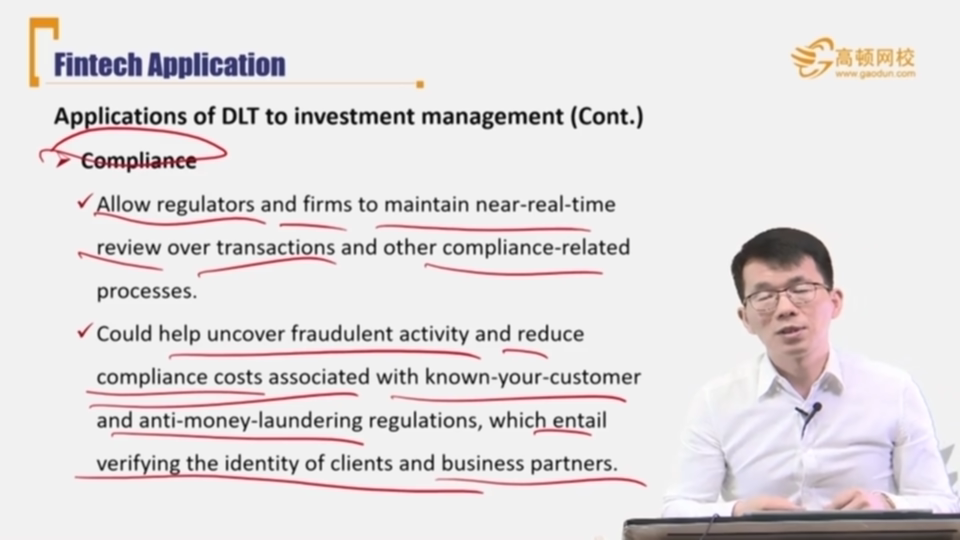 Fintech Application
高顿网校
www.gaodun.com
Applications of DLT to investment management (Cont.)
➢ Compliance
✓ Allow regulators and firms to maintain near-real-time
review over transactions and other compliance-related
processes.
✓ Could help uncover fraudulent activity and reduce
compliance costs associated with known-your-customer
and anti-money-laundering regulations, which entail
verifying the identity of clients and business partners.